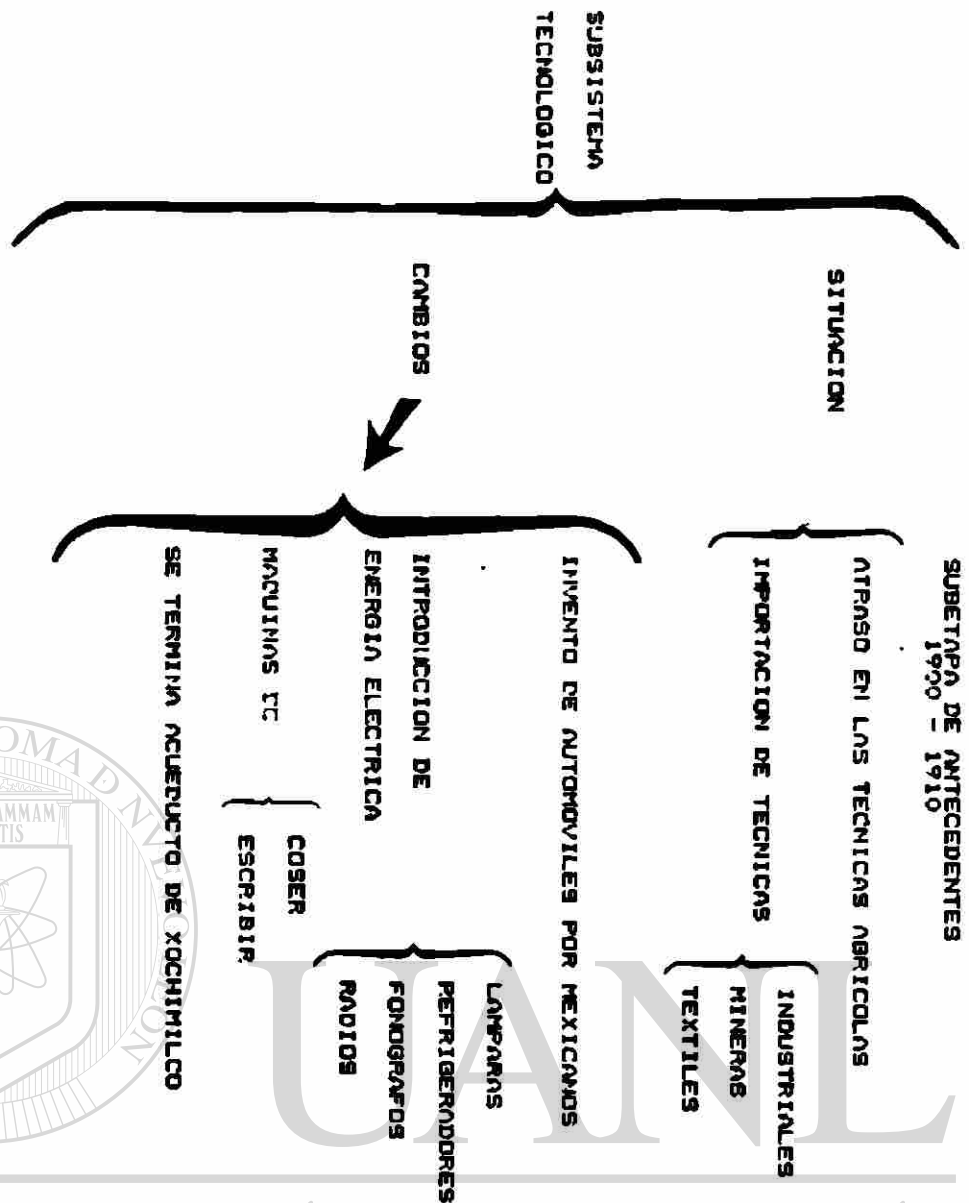 SUBETAPA DE ANTECEDENTES
1900 - 1910
SUBSISTEMA
TECNOLOGICO
SITUACION
ATRASO EN LAS TECNICAS AGRICOLAS
IMPORTACION DE TECNICAS
INDUSTRIALES
MINERAS
TEXTILES
CAMBIOS
INVENTO DE AUTOMOVILES POR MEXICANOS
INTRODUCCION DE
ENERGIA ELECTRICA
LAMPARAS
REFRIGERADORES
FONOGRAFOS
RADIOS
MAQUINAS DE
COSER
ESCRIBIR
SE TERMINA ACUEDUCTO DE XOCHIMILCO
UANL